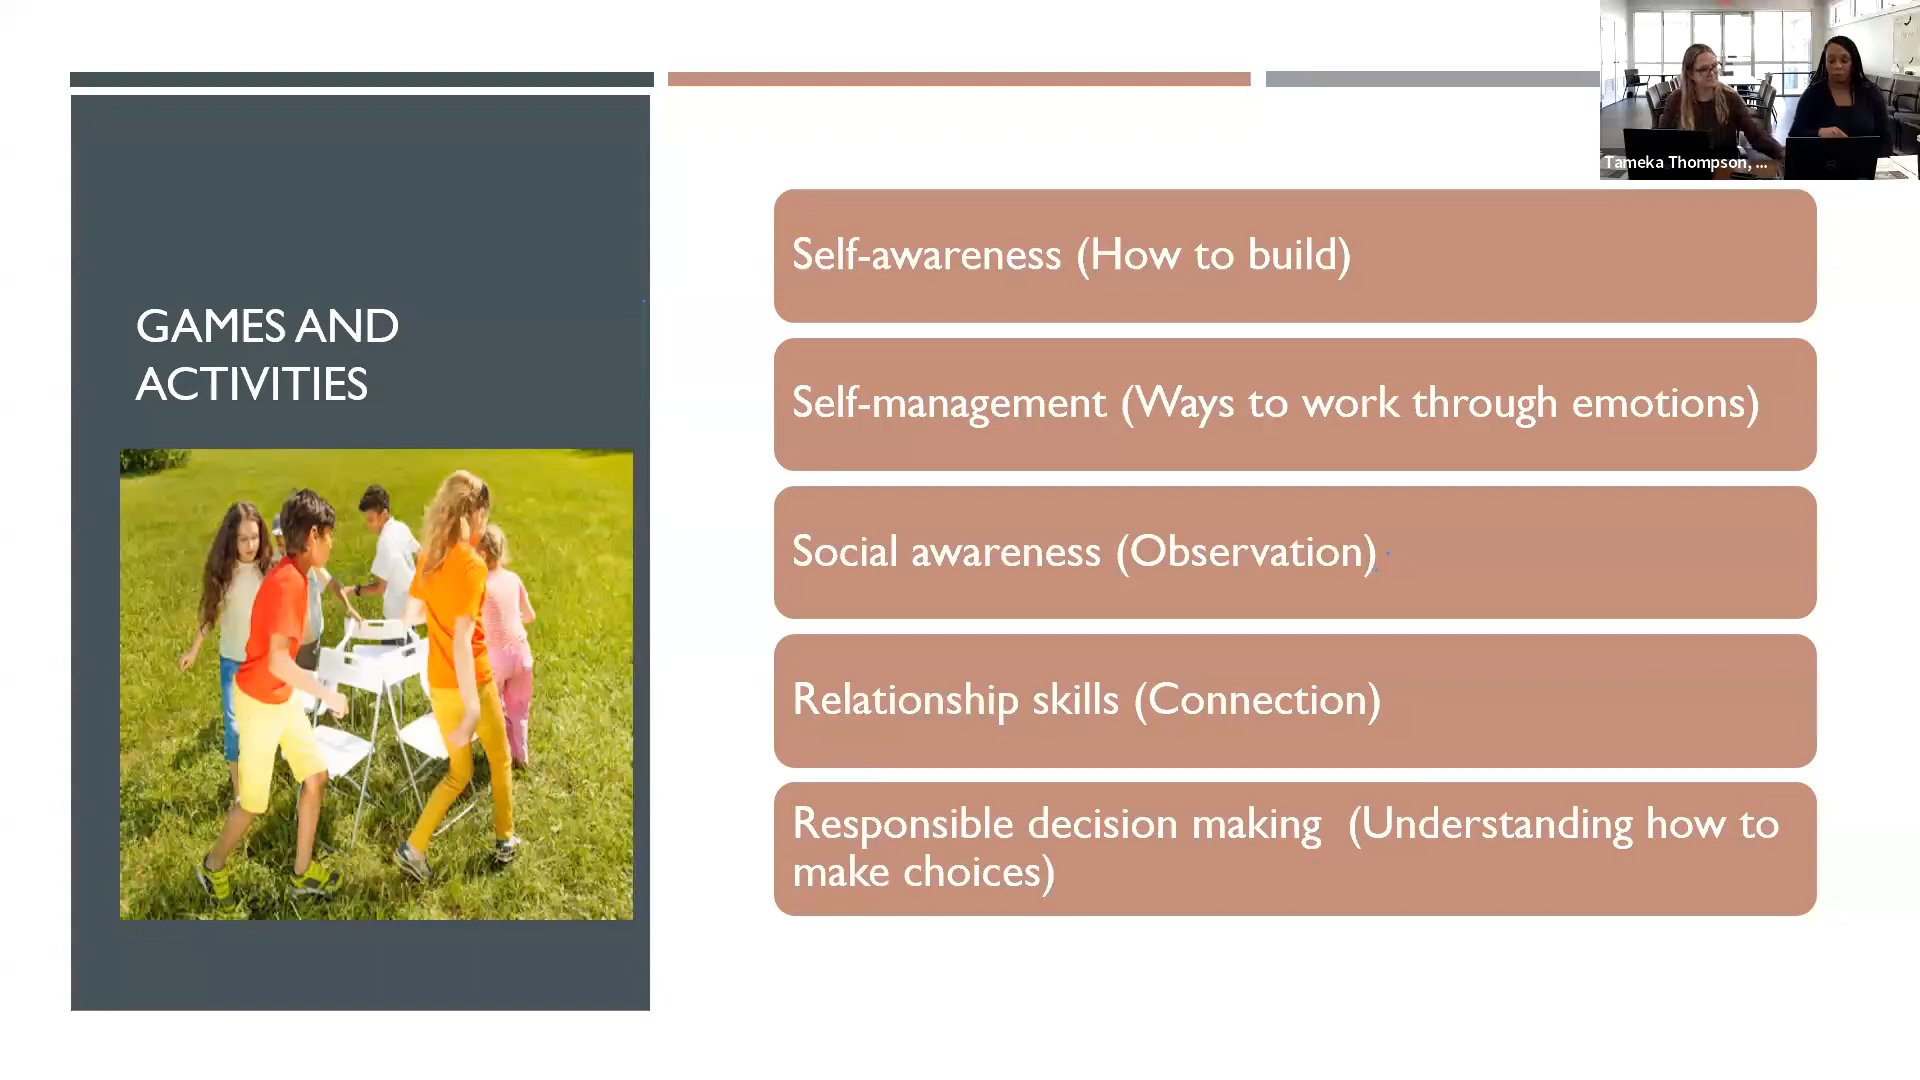 Tameka Thompson, ...
GAMES AND
ACTIVITIES
Self-awareness (How to build)
Self-management (Ways to work through emotions)
Social awareness (Observation)
Relationship skills (Connection)
Responsible decision making  (Understanding how to
make choices)